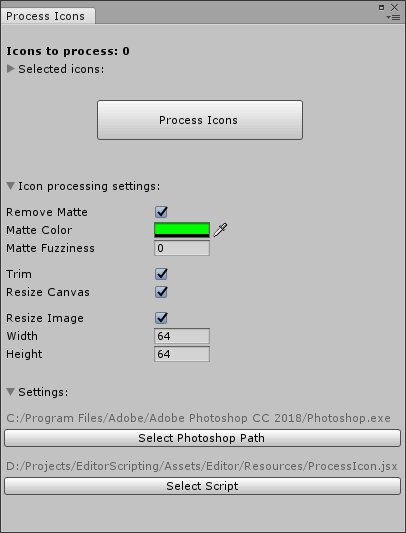 Process Icons
Icons to process: 0
Selected icons:
Process Icons
Icon processing settings:
Remove Matte
Matte Color
Matte Fuzziness 0
Trim
Resize Canvas
Resize Image
Width 64
Height 64
Settings:
C:/Program Files/Adobe/Adobe Photoshop CC 2018/Photoshop.exe
Select Photoshop Path
D:/Projects/EditorScripting/Assets/Editor/Resources/ProcessIcon.jsx
Select Script